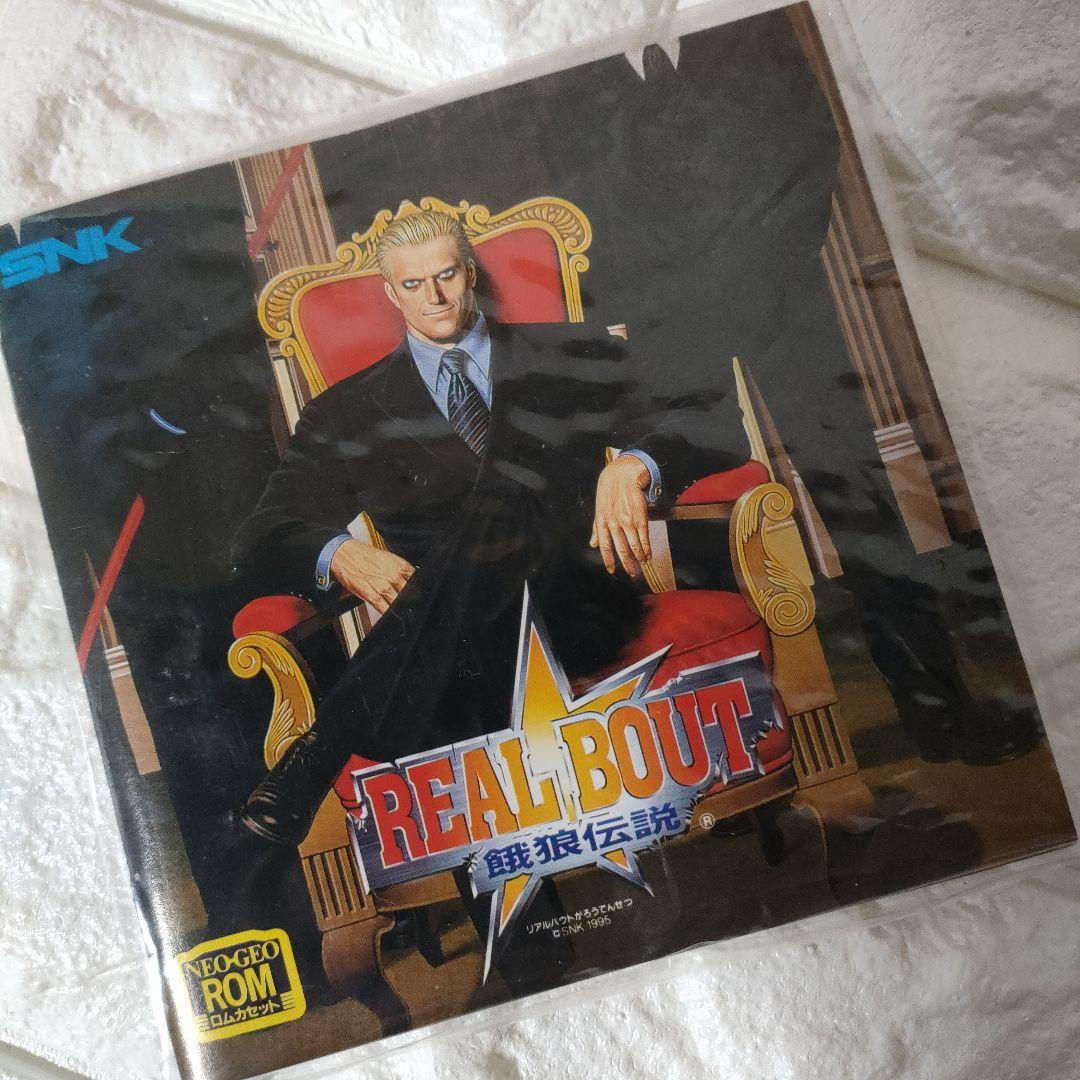 SNK
REAL BOUT
餓狼伝説 ®
リアルバウトがろうでんせつ
©SNK 1995
NEO•GEO
ROM
ロムカセット